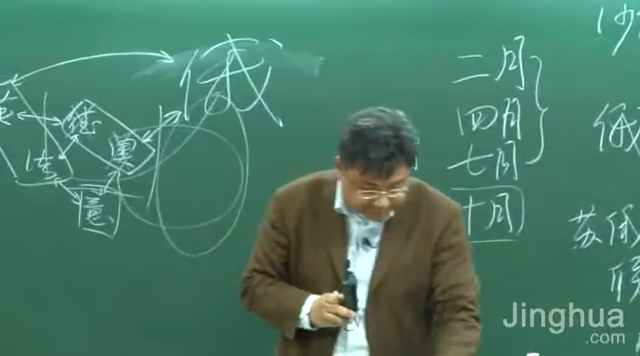 俄
英
德
法
奥
意
二月
四月
七月
十月
1
俄
苏俄
Jinghua
.com